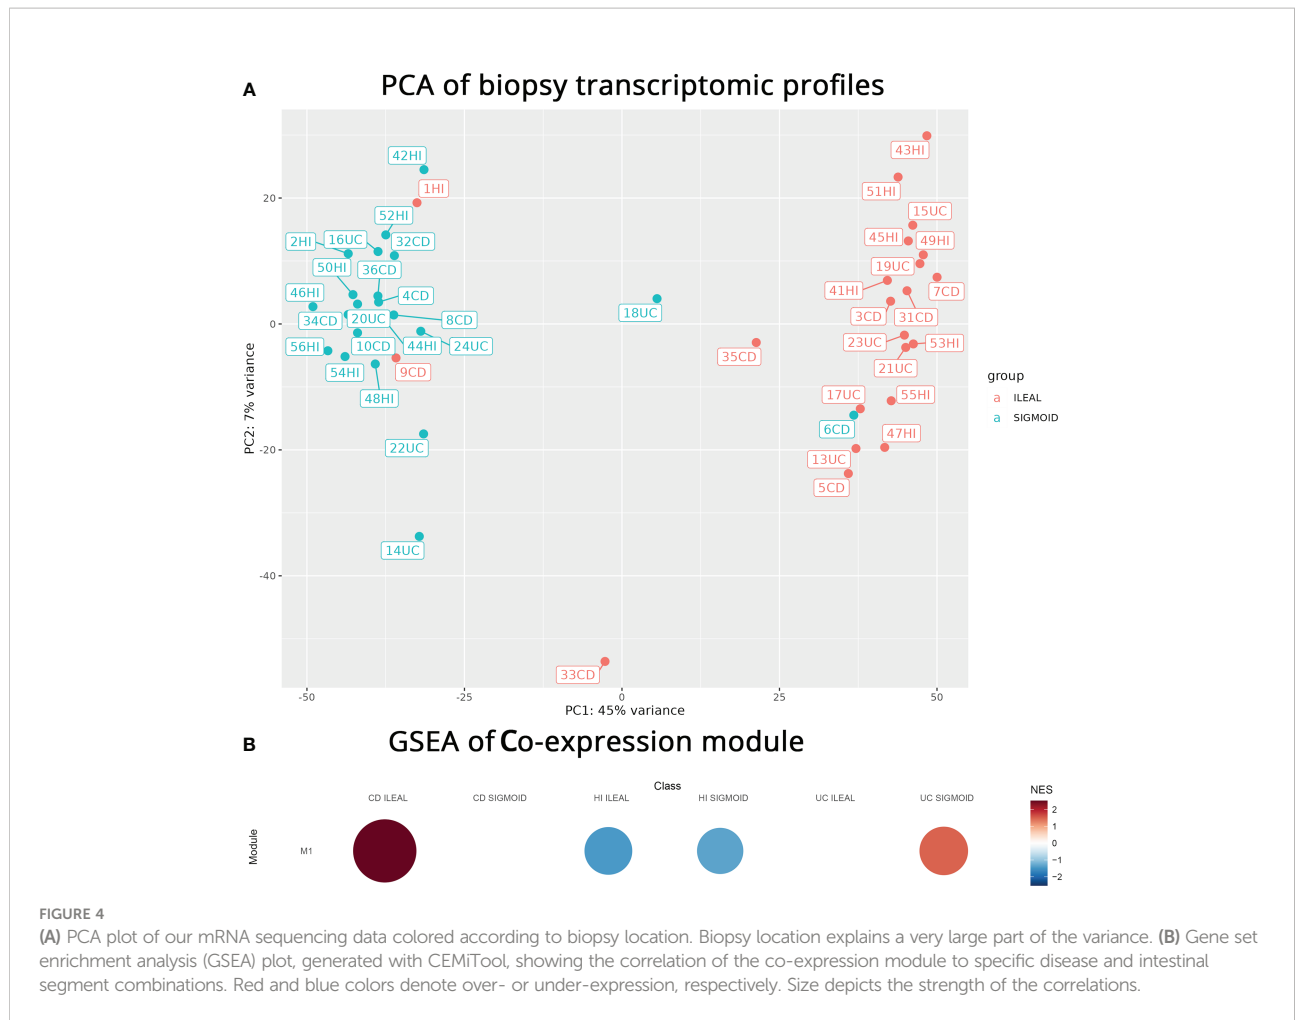 A
PCA of biopsy transcriptomic profiles
42HI
1HI
52HI
2HI
16UC
32CD
50HI
36CD
46HI
4CD
34CD
20UC
8CD
56HI
10CD
44HI
24UC
54HI
9CD
48HI
22UC
14UC
18UC
35CD
33CD
43HI
51HI
15UC
45HI
49HI
19UC
41HI
7CD
3CD
31CD
23UC
53HI
21UC
17UC
55HI
6CD
47HI
13UC
5CD
20
0
-20
-40
PC2: 7% variance
-50
-25
0
25
50
PC1: 45% variance
group
a ILEAL
a SIGMOID
B
GSEA of Co-expression module
Class
CD ILEAL
CD SIGMOID
HI ILEAL
HI SIGMOID
UC ILEAL
UC SIGMOID
Module
M1
NES
2
1
0
−1
−2
FIGURE 4
(A) PCA plot of our mRNA sequencing data colored according to biopsy location. Biopsy location explains a very large part of the variance. (B) Gene set
enrichment analysis (GSEA) plot, generated with CEMiTool, showing the correlation of the co-expression module to specific disease and intestinal
segment combinations. Red and blue colors denote over- or under-expression, respectively. Size depicts the strength of the correlations.